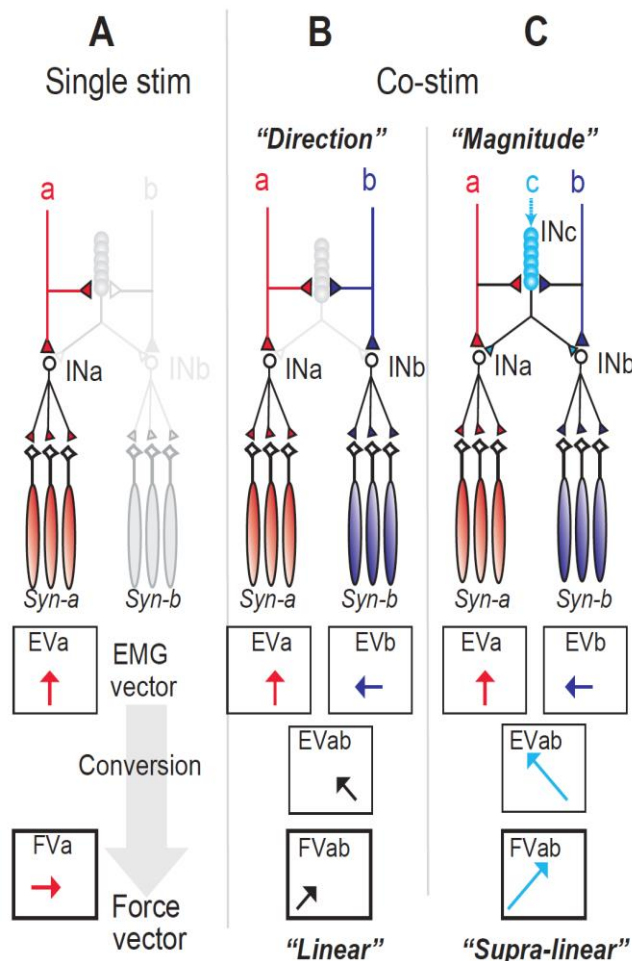 A
B
C
Single stim
Co-stim
“Direction”
“Magnitude”
a
b
a
b
a
c
b
INc
INa
INb
INa
INb
INa
INb
Syn-a
Syn-b
Syn-a
Syn-b
Syn-a
Syn-b
EVa
EMG
vector
EVa
EVb
EVa
EVb
Conversion
EVab
EVab
FVa
Force
vector
FVab
FVab
“Linear”
“Supra-linear”